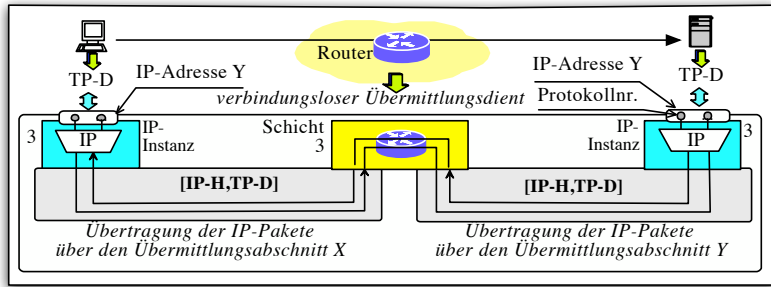 Router
TP-D
IP-Adresse Y
verbindungsloser Übermittlungsdient
IP-Adresse Y
Protokollnr.
TP-D
3
IP
IP-
Instanz
Schicht
3
IP-
Instanz
IP
3
[IP-H,TP-D]
[IP-H,TP-D]
Übertragung der IP-Pakete
über den Übermittlungsabschnitt X
Übertragung der IP-Pakete
über den Übermittlungsabschnitt Y